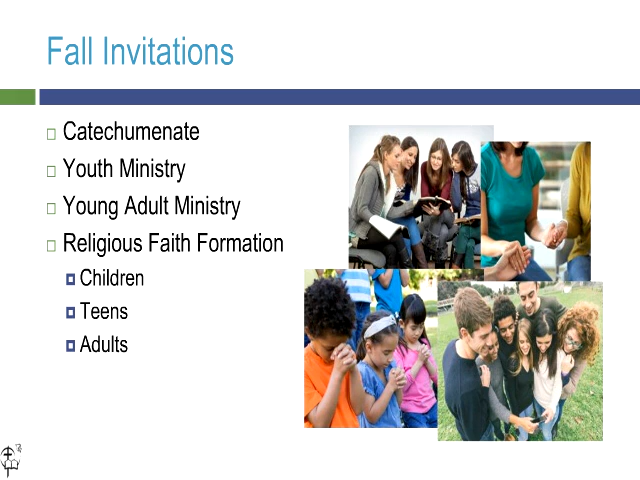 Fall Invitations
Catechumenate
Youth Ministry
Young Adult Ministry
Religious Faith Formation
Children
Teens
Adults